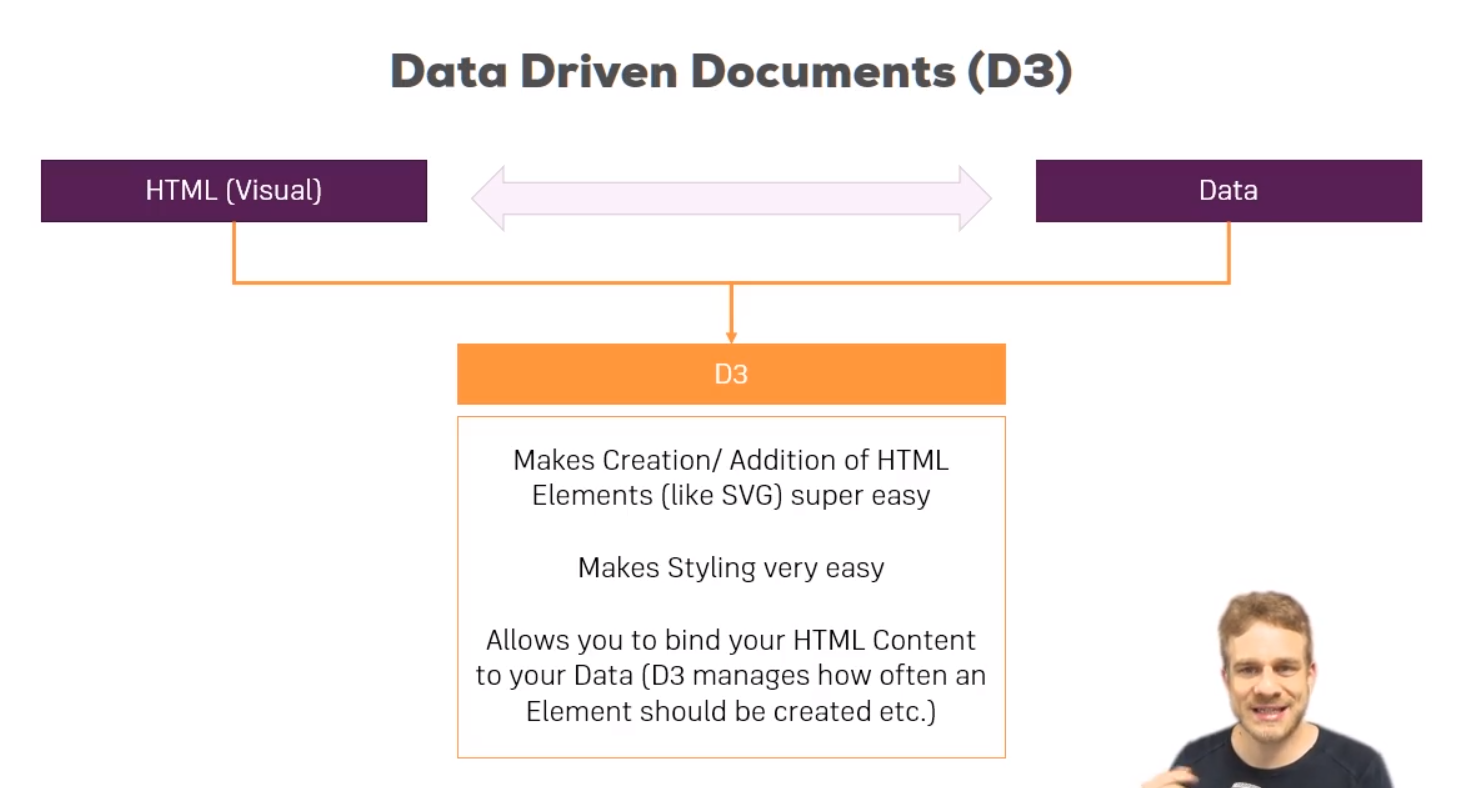 Data Driven Documents (D3)
HTML (Visual)
Data
D3
Makes Creation/ Addition of HTML
Elements (like SVG) super easy
Makes Styling very easy
Allows you to bind your HTML Content
to your Data (D3 manages how often an
Element should be created etc.)